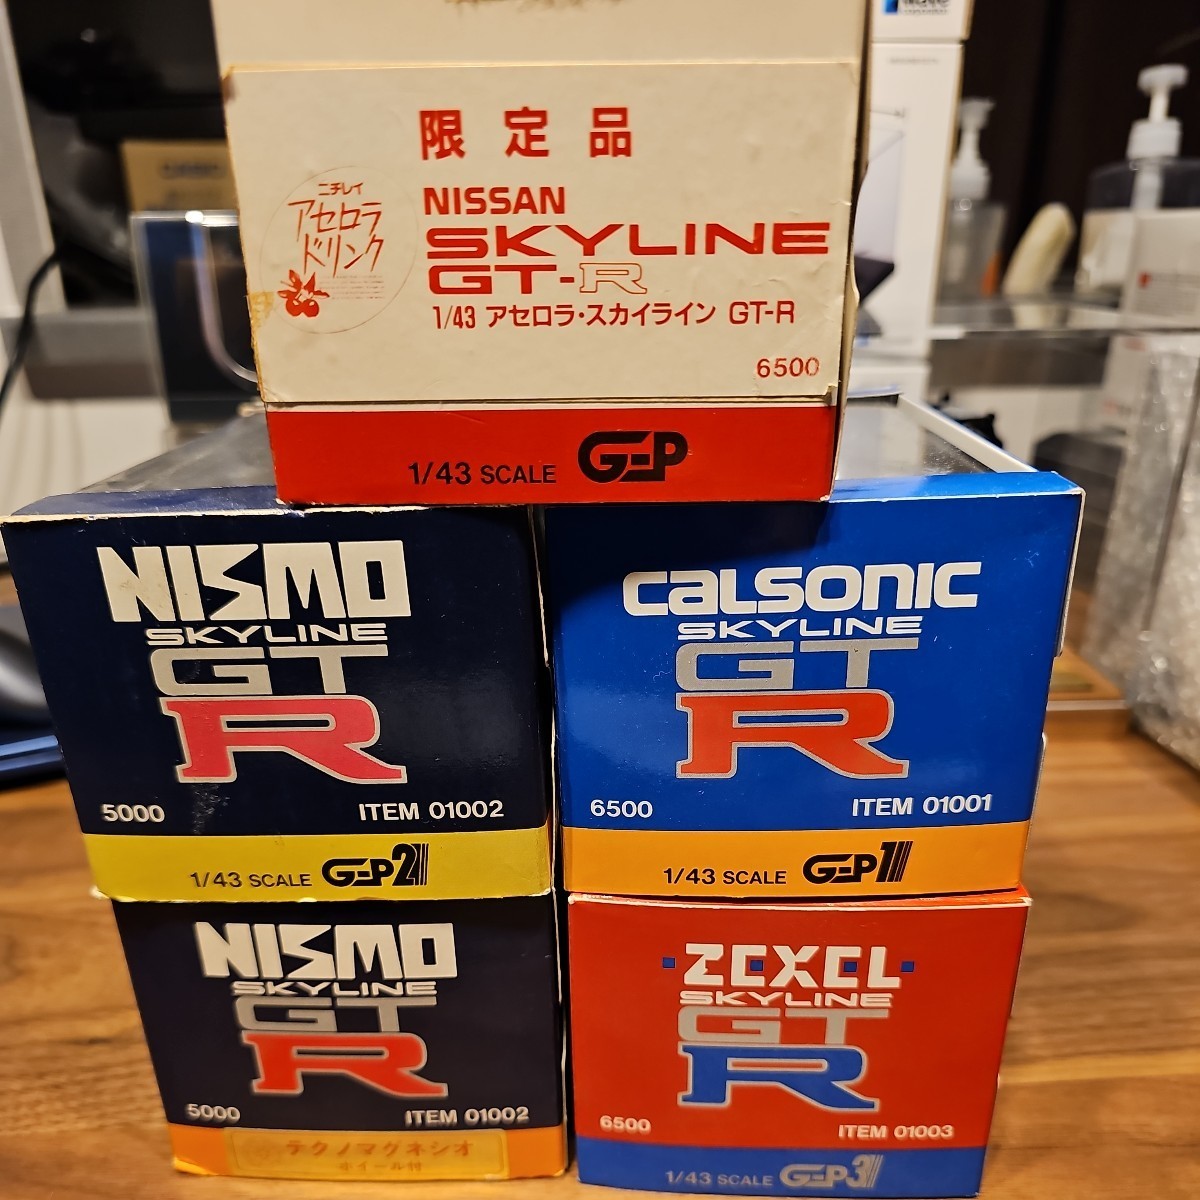 限定品
ニチレイ
アセロラ
ドリンク
NISSAN
SKYLINE
GT-R
1/43 アセロラ・スカイライン GT-R
6500
1/43 SCALE GEP
NISMO
SKYLINE
GT
R
5000 ITEM 01002
1/43 SCALE GEP2
CALSONIC
SKYLINE
GT
R
6500 ITEM 01001
1/43 SCALE GEP1
NISMO
SKYLINE
GT
R
5000 ITEM 01002
テクノマグネシオ
ホイール付
ZEXEL
SKYLINE
GT
R
6500 ITEM 01003
1/43 SCALE GEP3